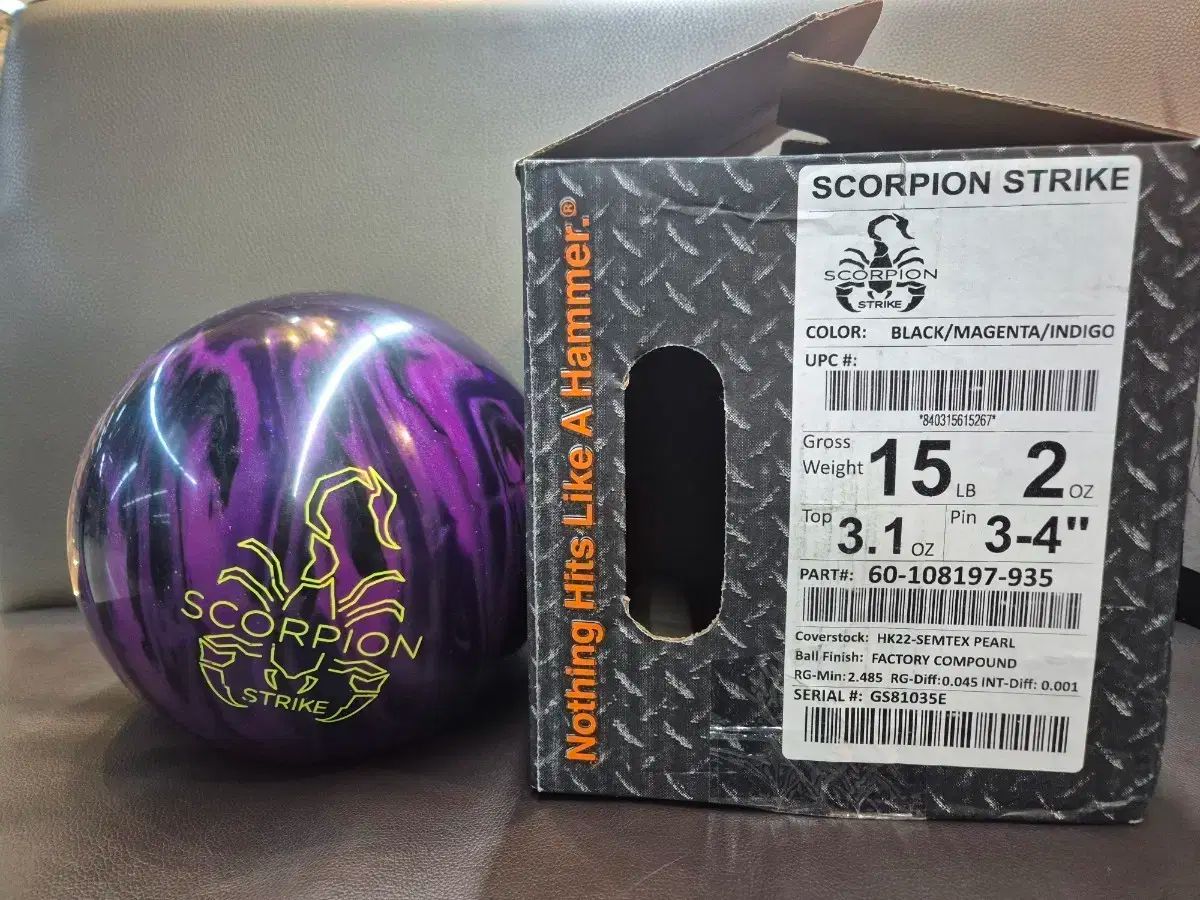 SCORPION
STRIKE
Nothing Hits Like A Hammer.®
SCORPION STRIKE
SCORPION
STRIKE
COLOR: BLACK/MAGENTA/INDIGO
UPC #:
*840315615267*
Gross Weight 15 LB 2 OZ
Top 3.1 OZ Pin 3-4"
PART#: 60-108197-935
Coverstock: HK22-SEMTEX PEARL
Ball Finish: FACTORY COMPOUND
RG-Min: 2.485 RG-Diff: 0.045 INT-Diff: 0.001
SERIAL #: GS81035E